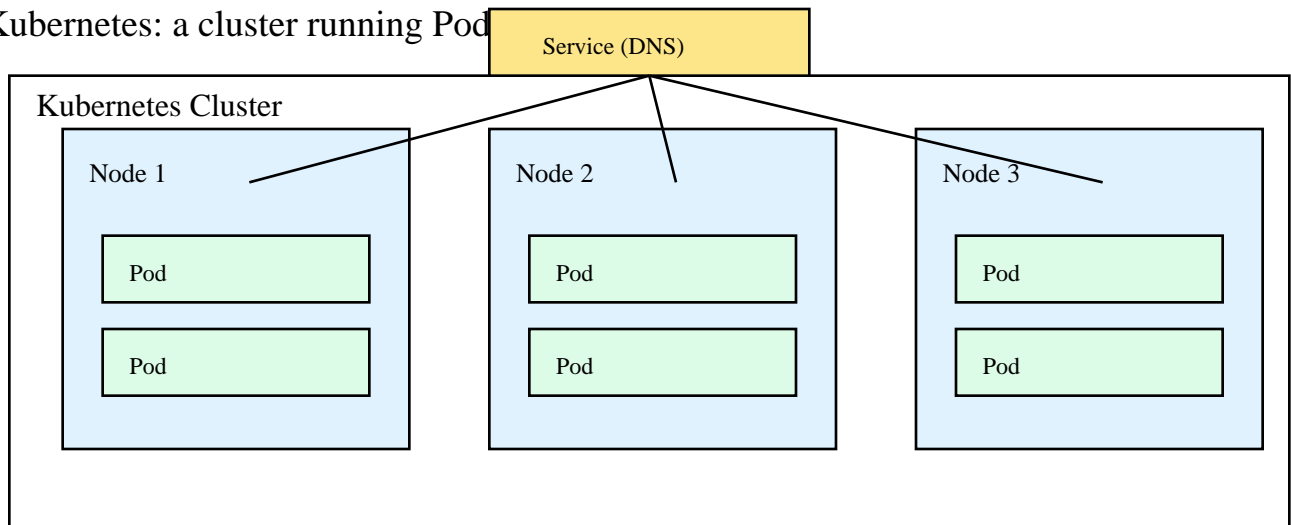 Kubernetes: a cluster running Pod
Service (DNS)
Kubernetes Cluster
Node 1
Node 2
Node 3
Pod
Pod
Pod
Pod
Pod
Pod